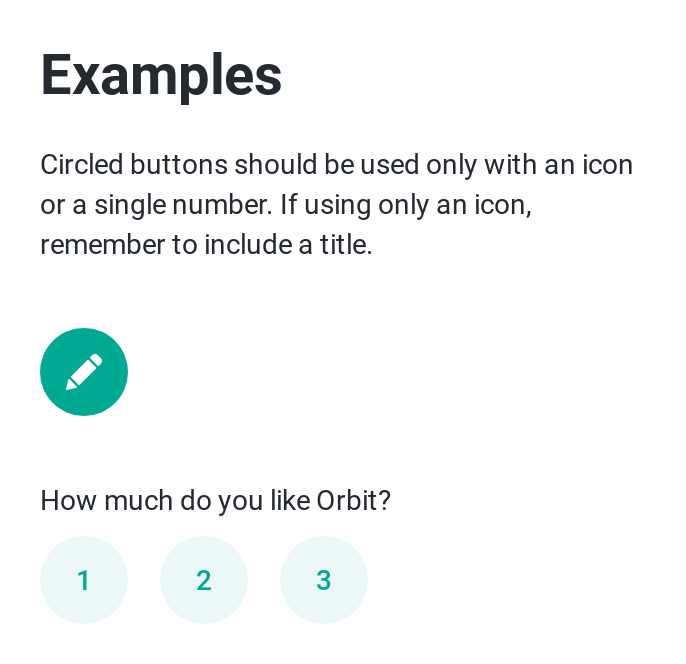 Examples
Circled buttons should be used only with an icon
or a single number. If using only an icon,
remember to include a title.
How much do you like Orbit?
1 2 3